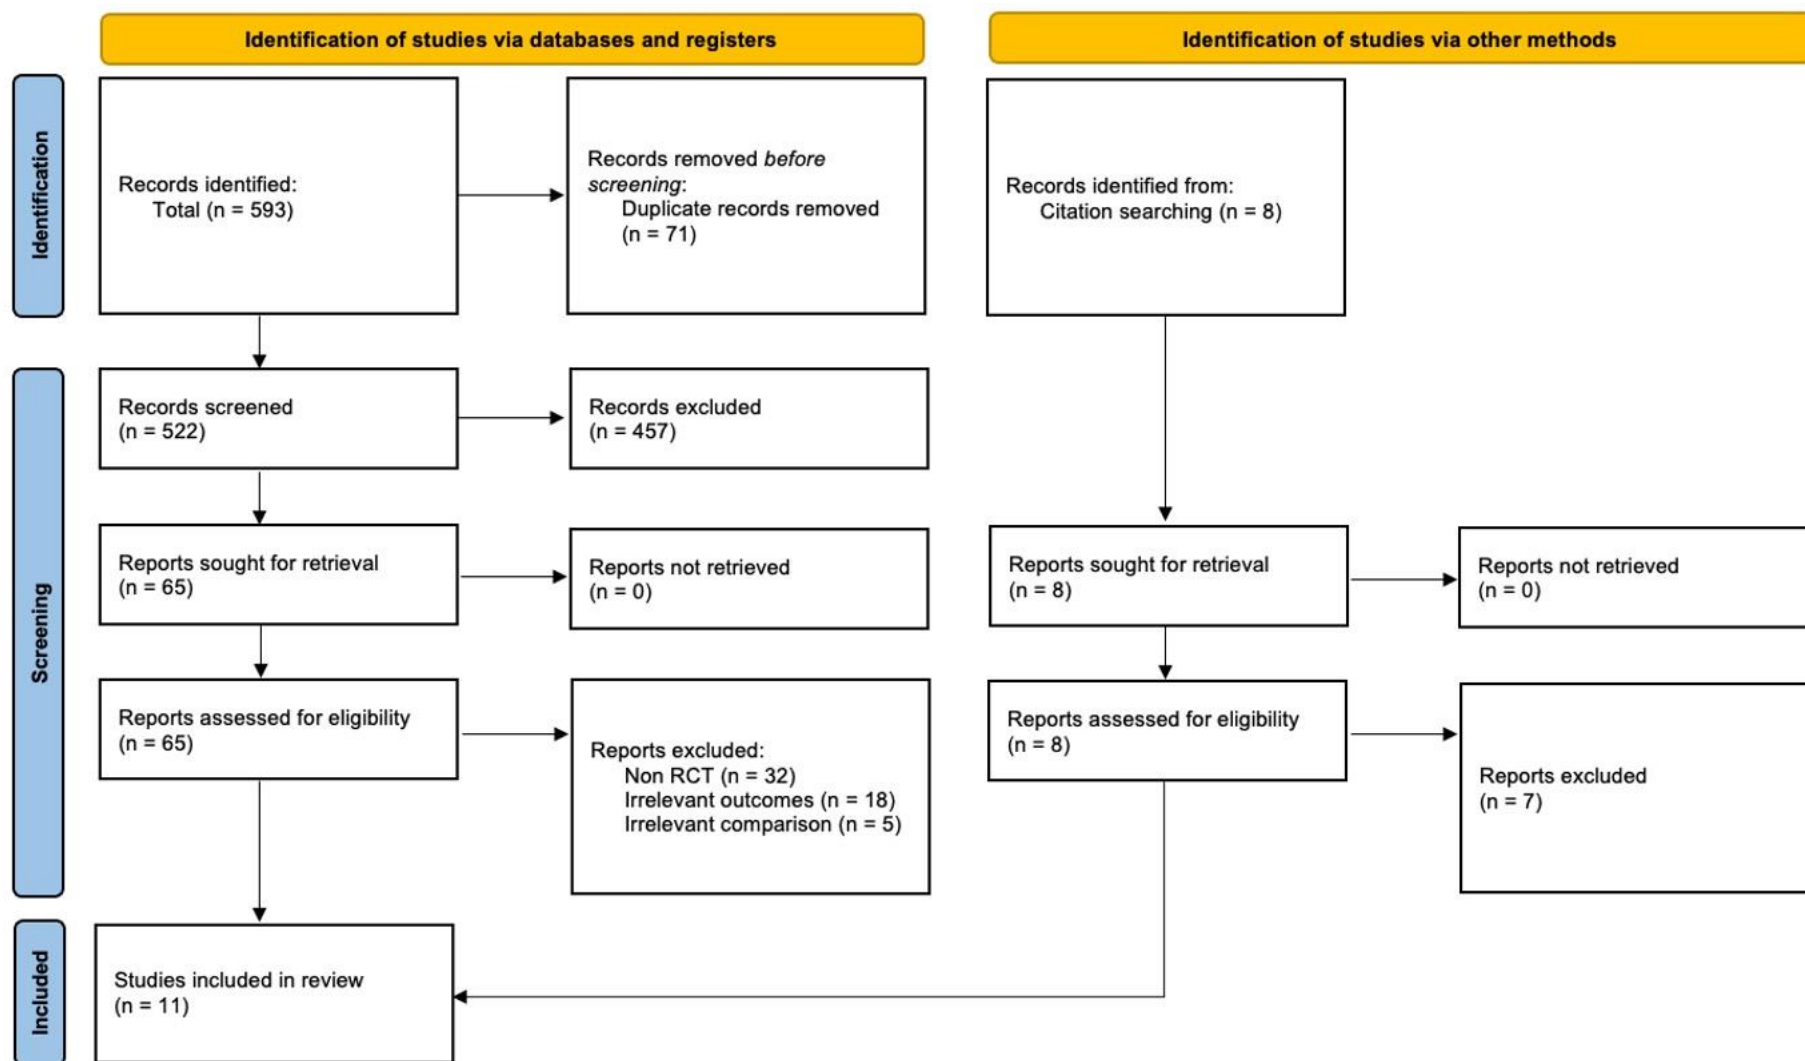 Identification of studies via databases and registers
Identification of studies via other methods
Identification
Records identified:
Total (n = 593)
Records removed before
screening:
Duplicate records removed
(n = 71)
Records identified from:
Citation searching (n = 8)
Screening
Records screened
(n = 522)
Records excluded
(n = 457)
Reports sought for retrieval
(n = 65)
Reports not retrieved
(n = 0)
Reports sought for retrieval
(n = 8)
Reports not retrieved
(n = 0)
Reports assessed for eligibility
(n = 65)
Reports excluded:
Non RCT (n = 32)
Irrelevant outcomes (n = 18)
Irrelevant comparison (n = 5)
Reports assessed for eligibility
(n = 8)
Reports excluded
(n = 7)
Included
Studies included in review
(n = 11)